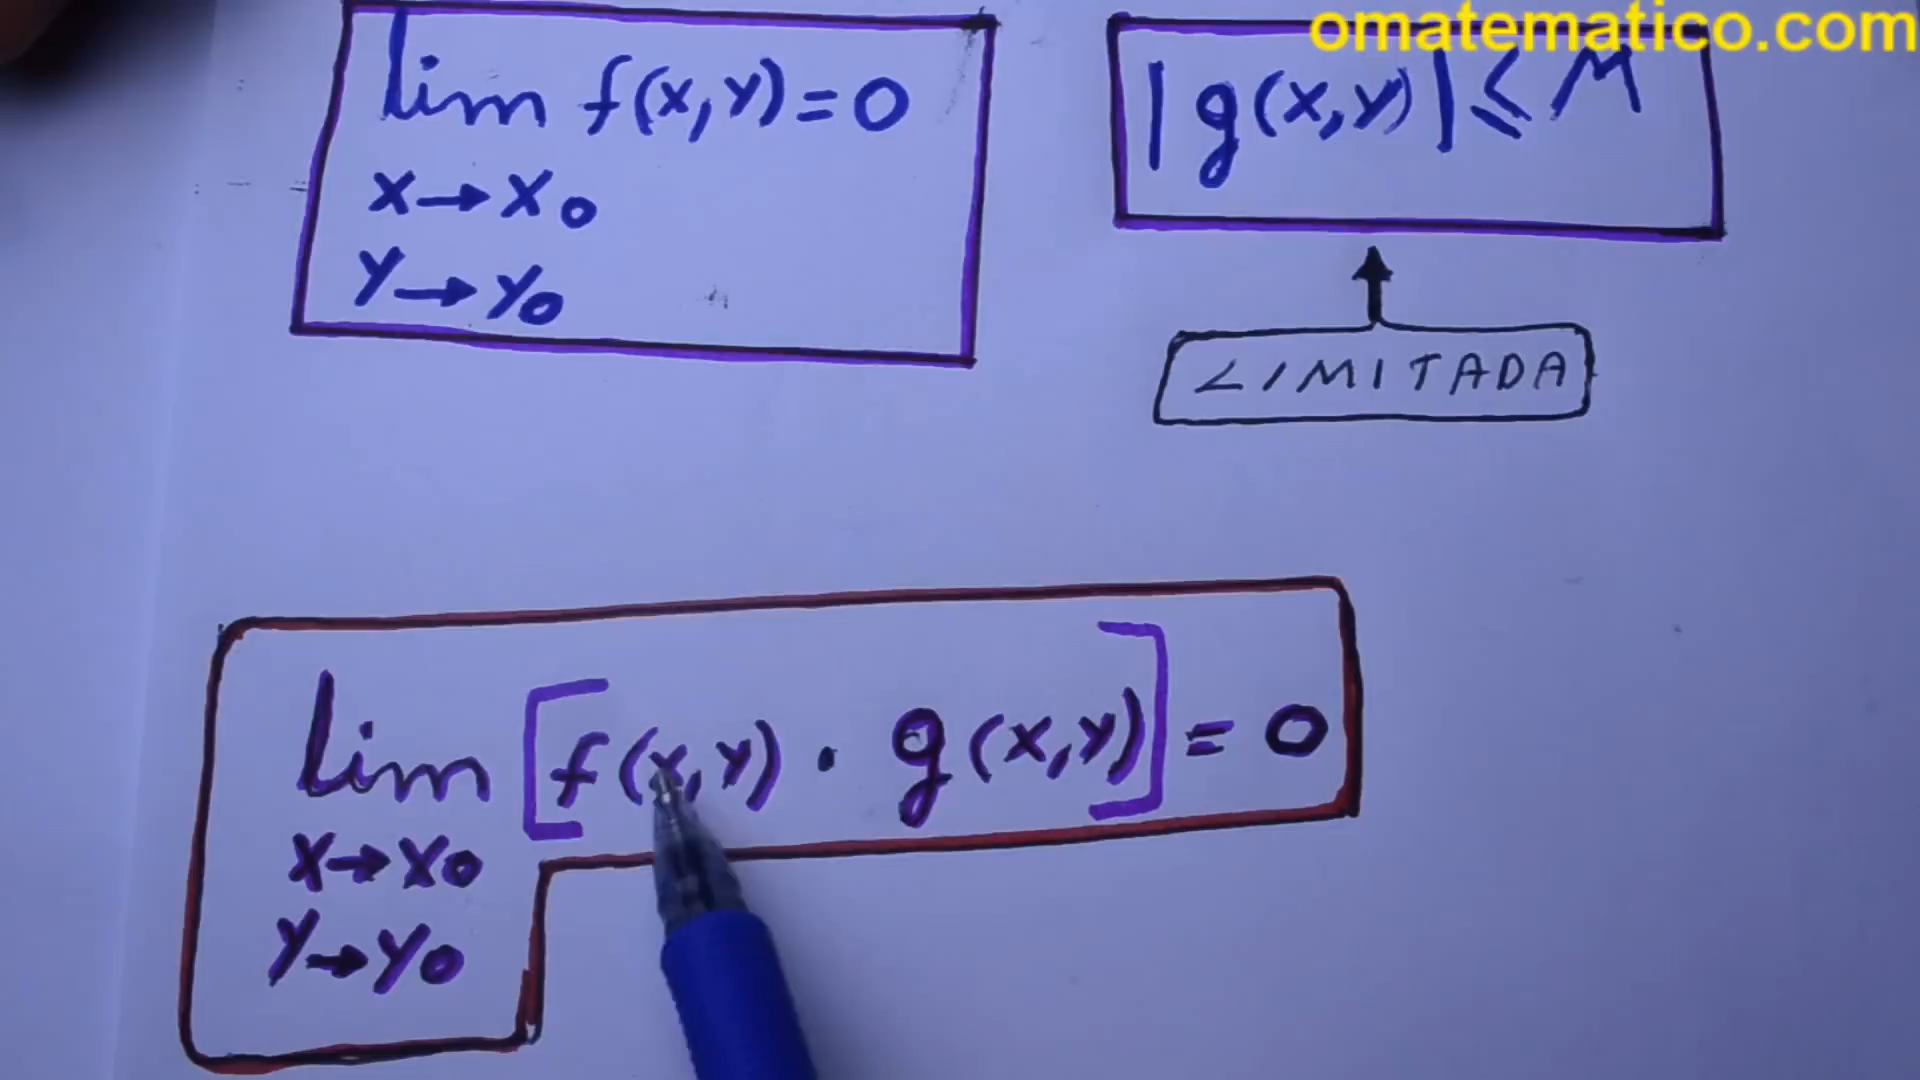 omatematico.com
lim f(x,y)=0
x→x0
y→y0
|g(x,y)|≤M
LIMITADA
lim [f(x,y) · g(x,y)] = 0
x→x0
y→y0